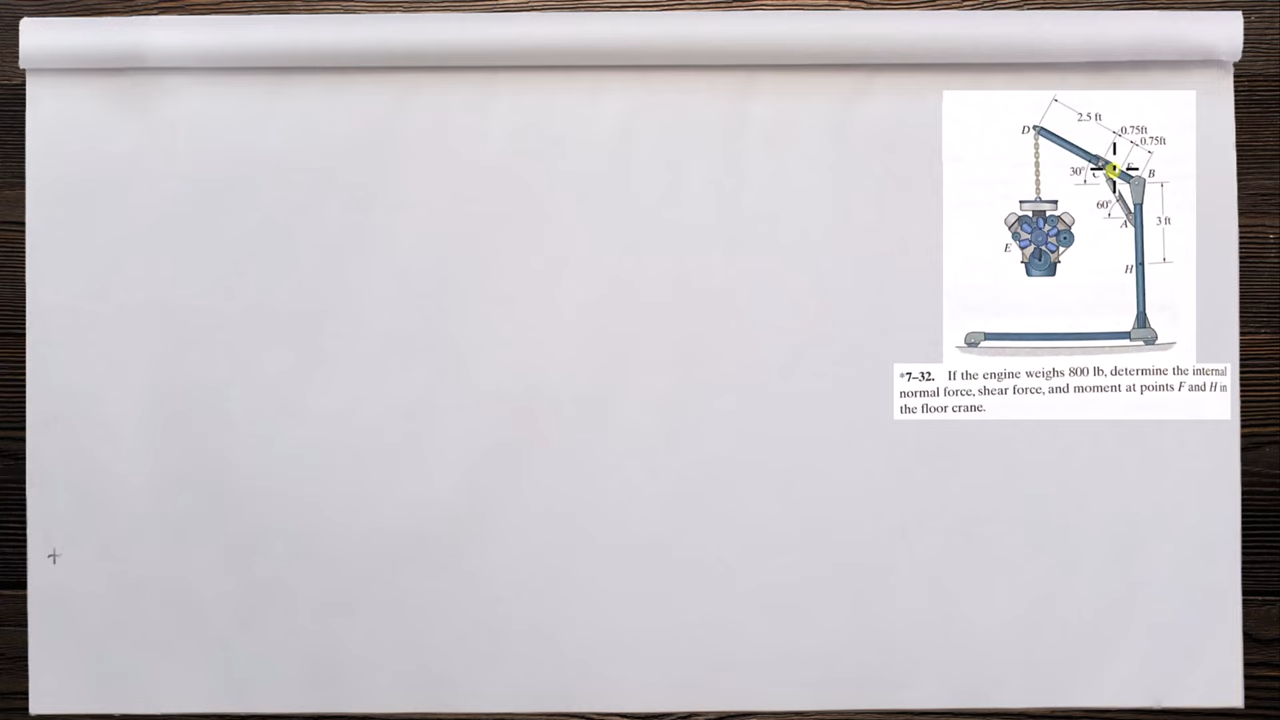 2.5 ft
0.75ft
0.75ft
D
30°
C
F
B
60°
A
3 ft
E
H
*7–32. If the engine weighs 800 lb, determine the internal
normal force, shear force, and moment at points F and H in
the floor crane.
+